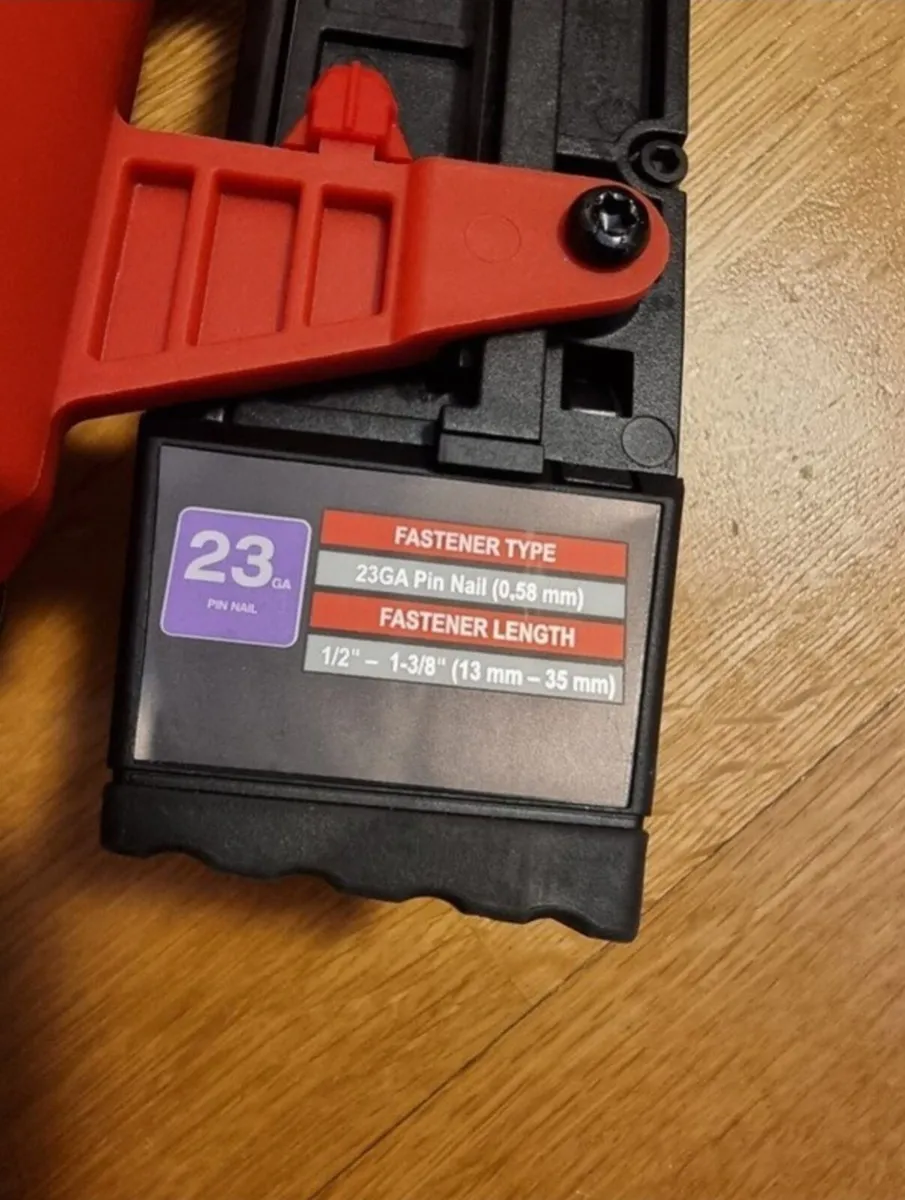 23GA
PIN NAIL
FASTENER TYPE
23GA Pin Nail (0,58 mm)
FASTENER LENGTH
1/2" – 1-3/8" (13 mm – 35 mm)